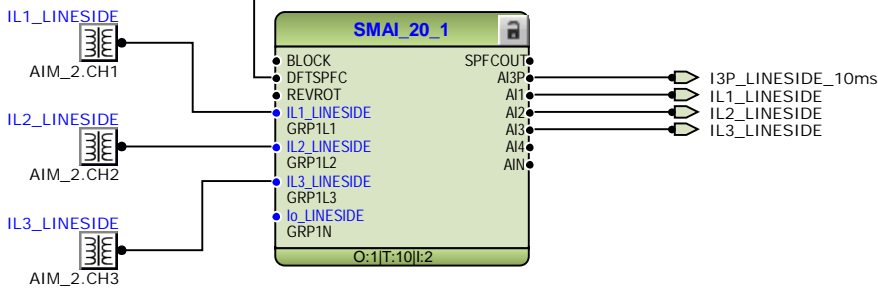 IL1_LINESIDE
AIM_2.CH1
IL2_LINESIDE
AIM_2.CH2
IL3_LINESIDE
AIM_2.CH3
SMAI_20_1
BLOCK
DFTSPFC
REVROT
IL1_LINESIDE
GRP1L1
IL2_LINESIDE
GRP1L2
IL3_LINESIDE
GRP1L3
Io_LINESIDE
GRP1N
SPFCOUT
AI3P
AI1
AI2
AI3
AI4
AIN
O:1|T:10|I:2
I3P_LINESIDE_10ms
IL1_LINESIDE
IL2_LINESIDE
IL3_LINESIDE